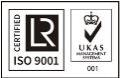 CERTIFIED
LR
ISO 9001
UKAS
MANAGEMENT
SYSTEMS
001